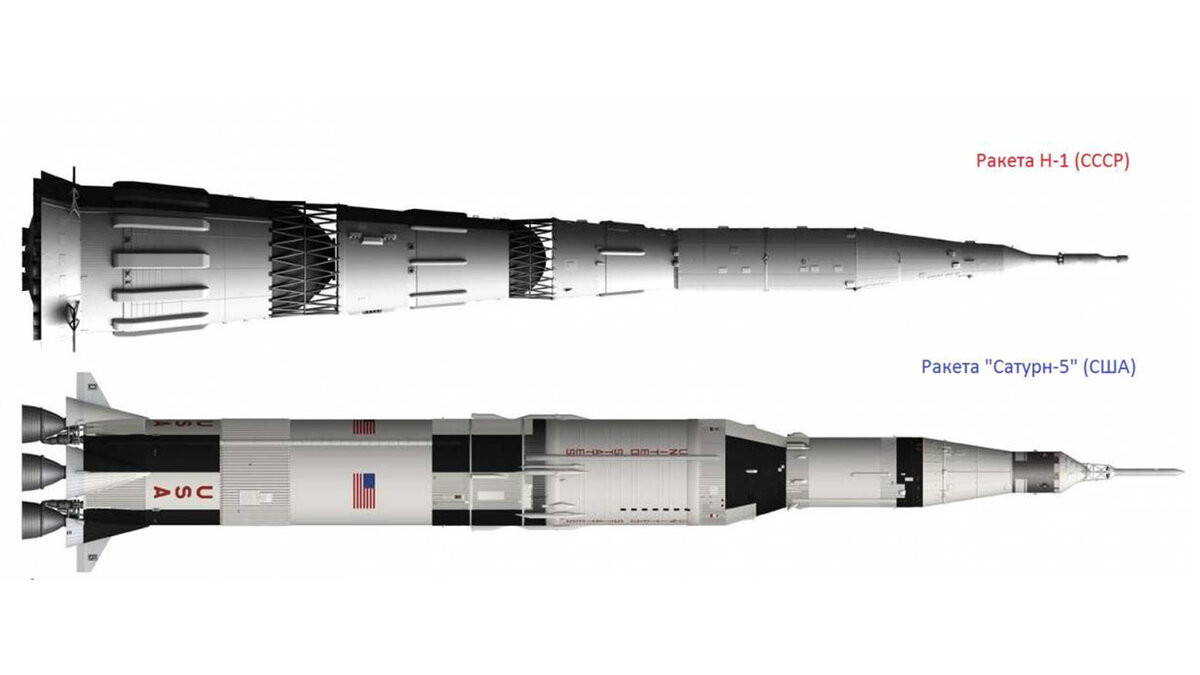 Ракета Н-1 (СССР)
Ракета "Сатурн-5" (США)
USA
UNITED STATES
USA